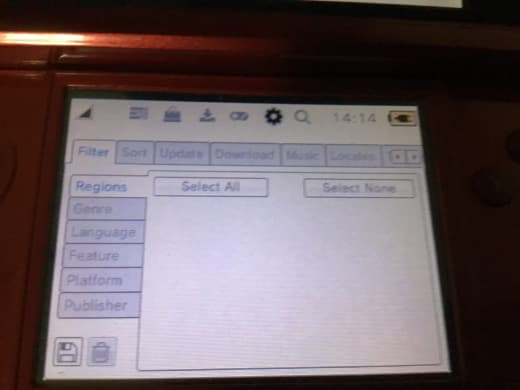 14:14
Filter Sort Update Download Music Locales
Regions
Select All Select None
Genre
Language
Feature
Platform
Publisher